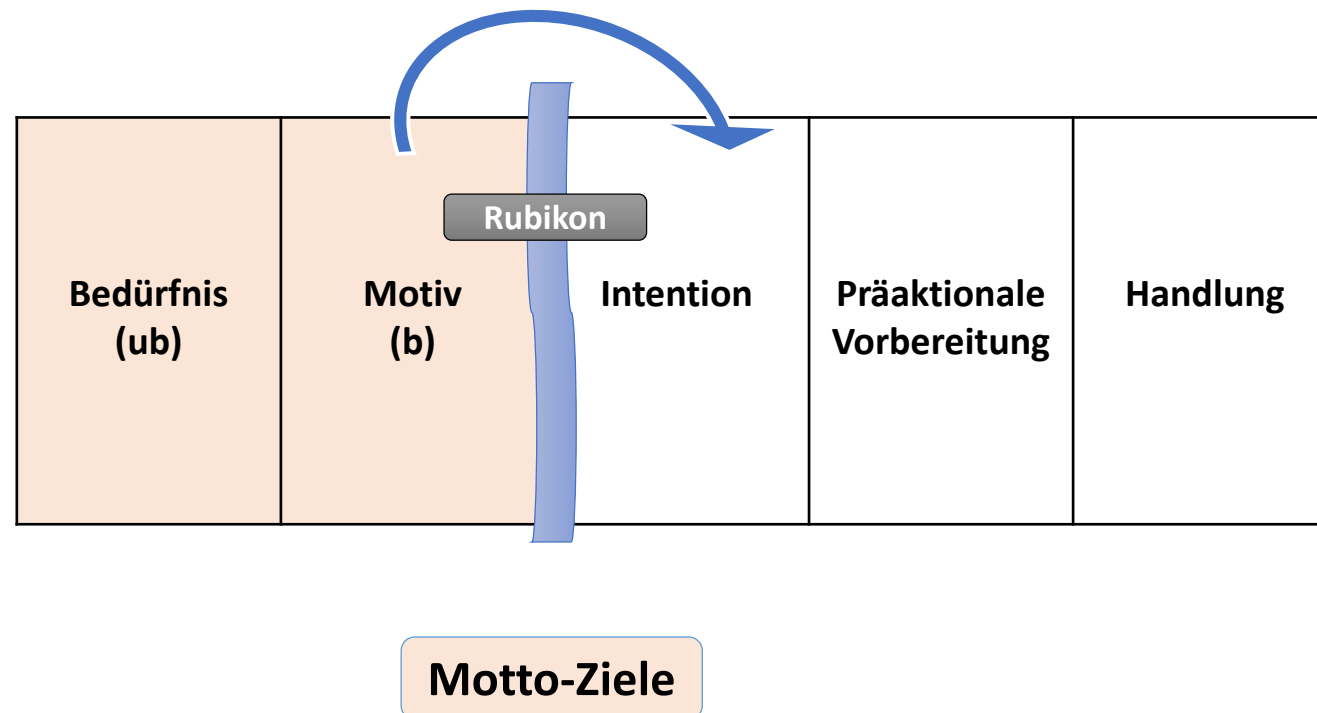 Rubikon
Bedürfnis
(ub)
Motiv
(b)
Intention
Präaktionale
Vorbereitung
Handlung
Motto-Ziele